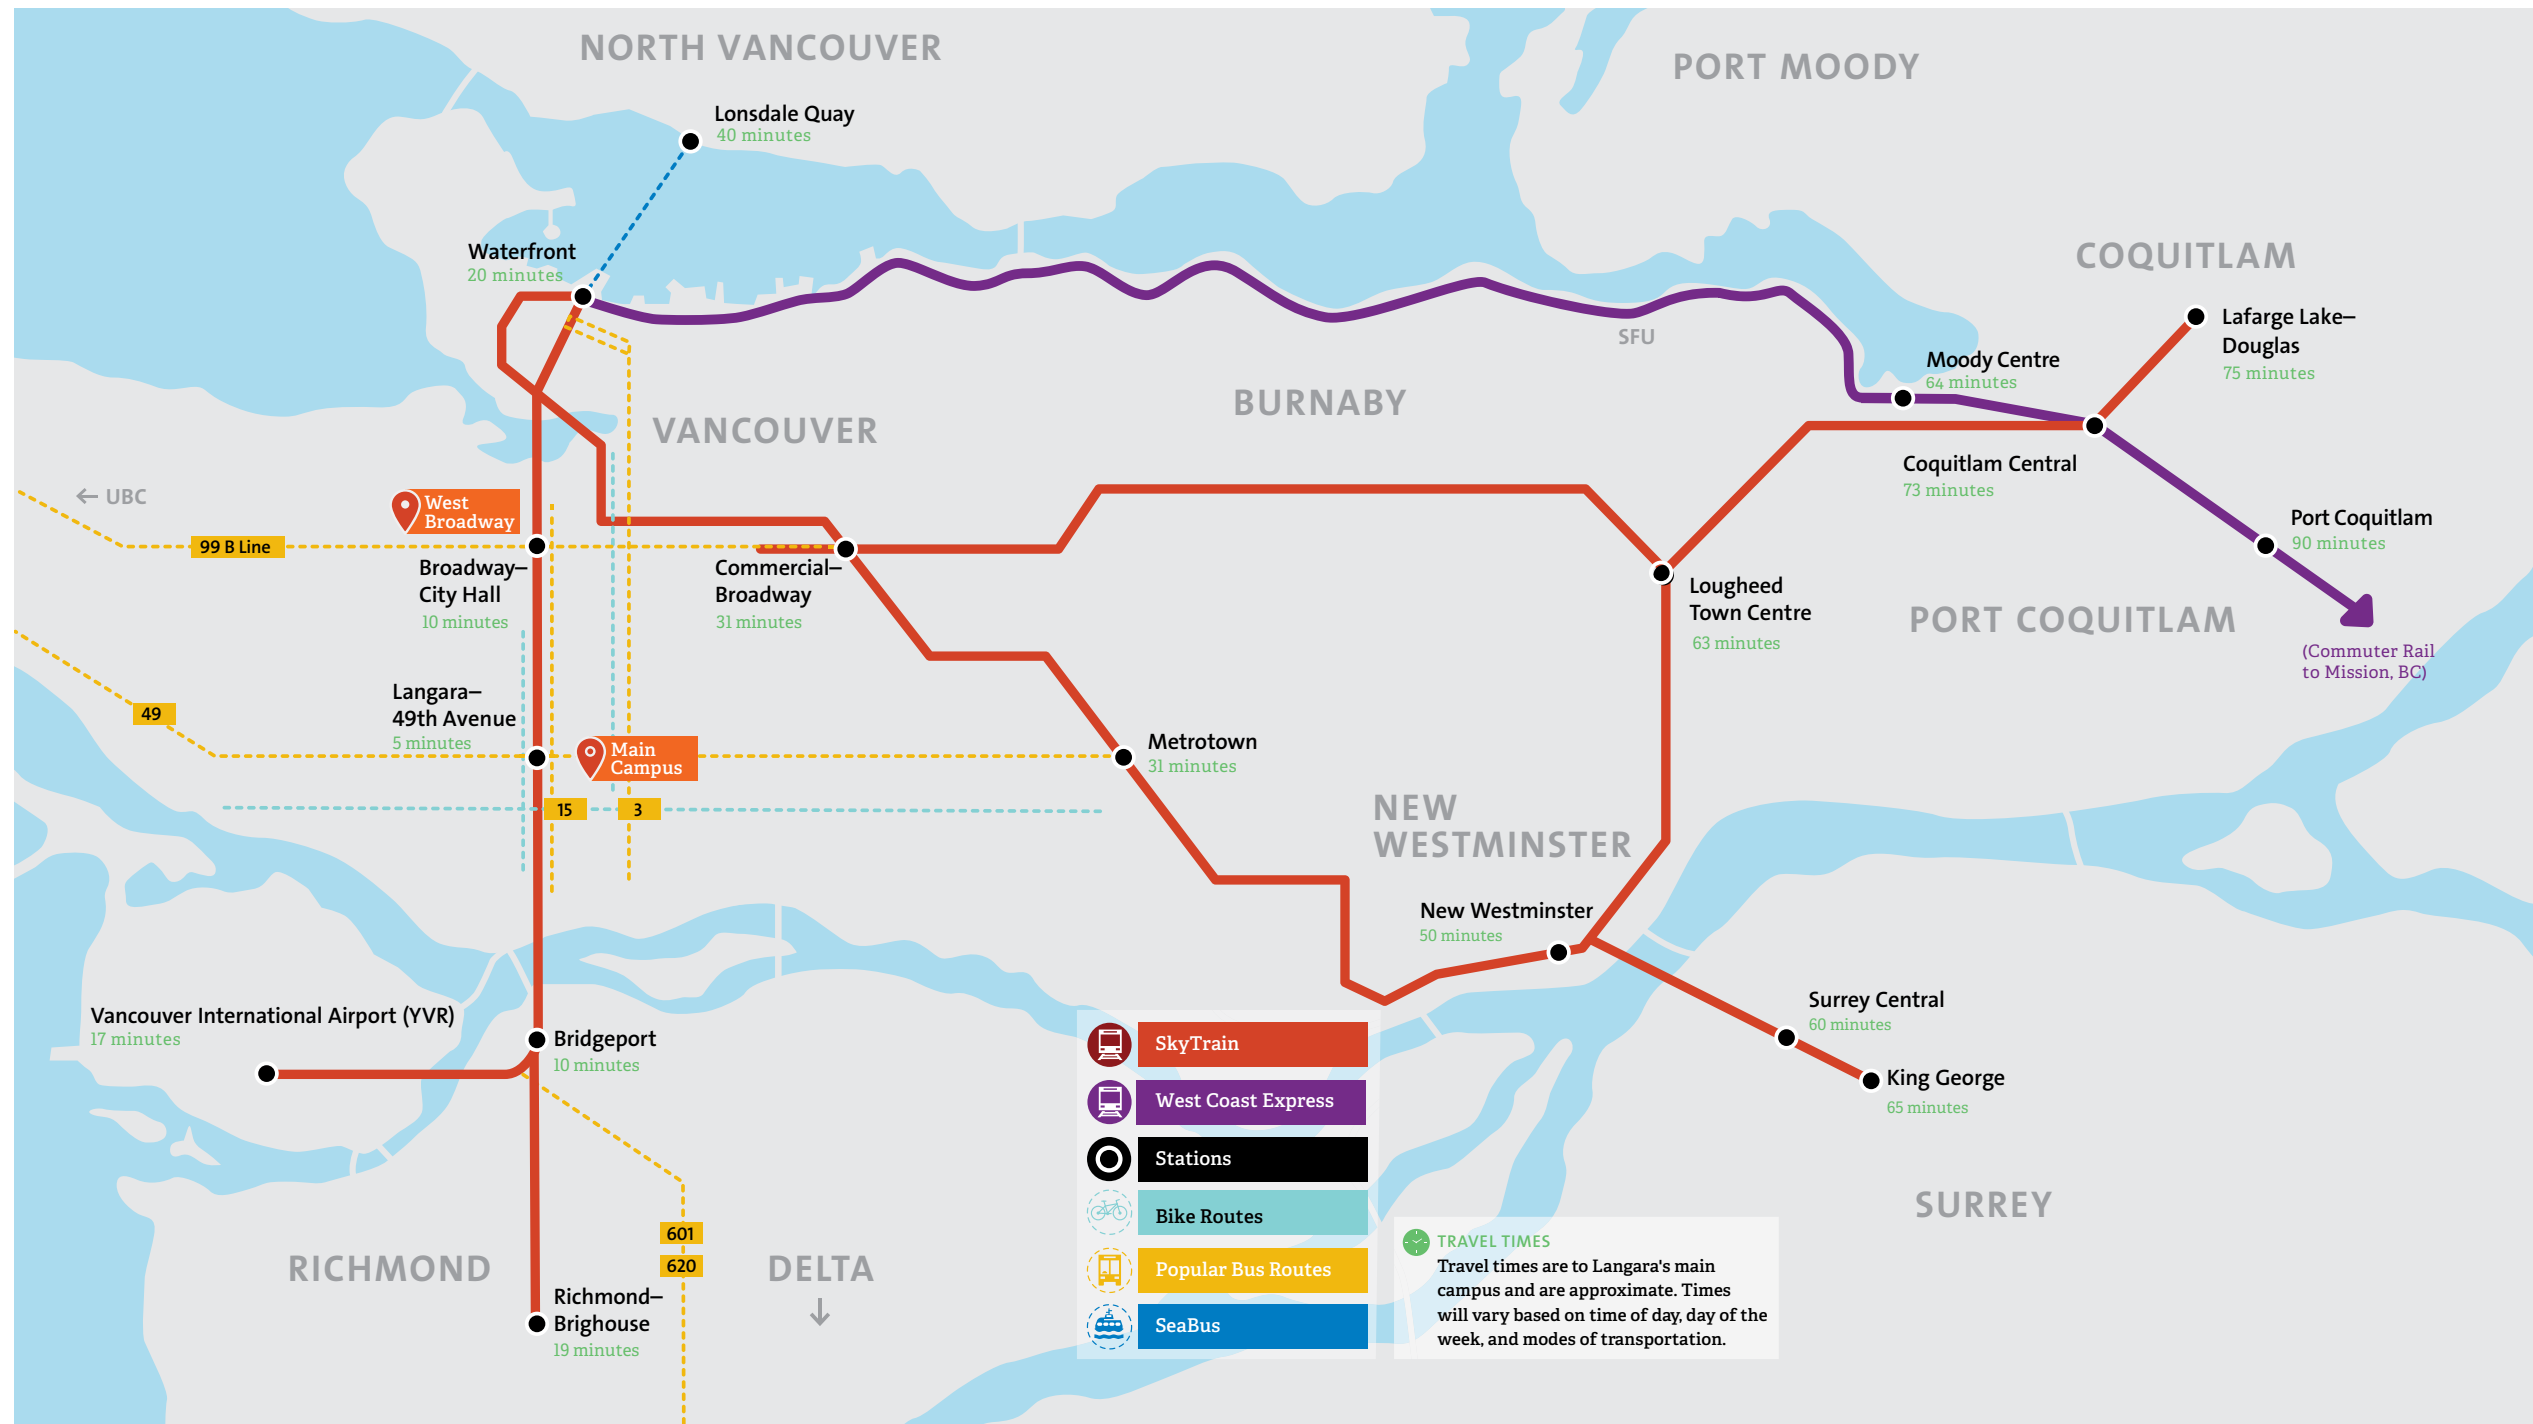 NORTH VANCOUVER
PORT MOODY
Lonsdale Quay
40 minutes
Waterfront
20 minutes
COQUITLAM
Lafarge Lake–
Douglas
75 minutes
SFU
Moody Centre
64 minutes
BURNABY
VANCOUVER
Coquitlam Central
73 minutes
← UBC
West
Broadway
99 B Line
Port Coquitlam
90 minutes
Broadway–
City Hall
10 minutes
Commercial–
Broadway
31 minutes
Lougheed
Town Centre
63 minutes
PORT COQUITLAM
(Commuter Rail
to Mission, BC)
Langara–
49th Avenue
5 minutes
49
Main
Campus
Metrotown
31 minutes
15
3
NEW
WESTMINSTER
New Westminster
50 minutes
Vancouver International Airport (YVR)
17 minutes
Bridgeport
10 minutes
Surrey Central
60 minutes
King George
65 minutes
SkyTrain
West Coast Express
Stations
Bike Routes
Popular Bus Routes
SeaBus
SURREY
601
620
RICHMOND
DELTA
Richmond–
Brighouse
19 minutes
TRAVEL TIMES
Travel times are to Langara's main
campus and are approximate. Times
will vary based on time of day, day of the
week, and modes of transportation.